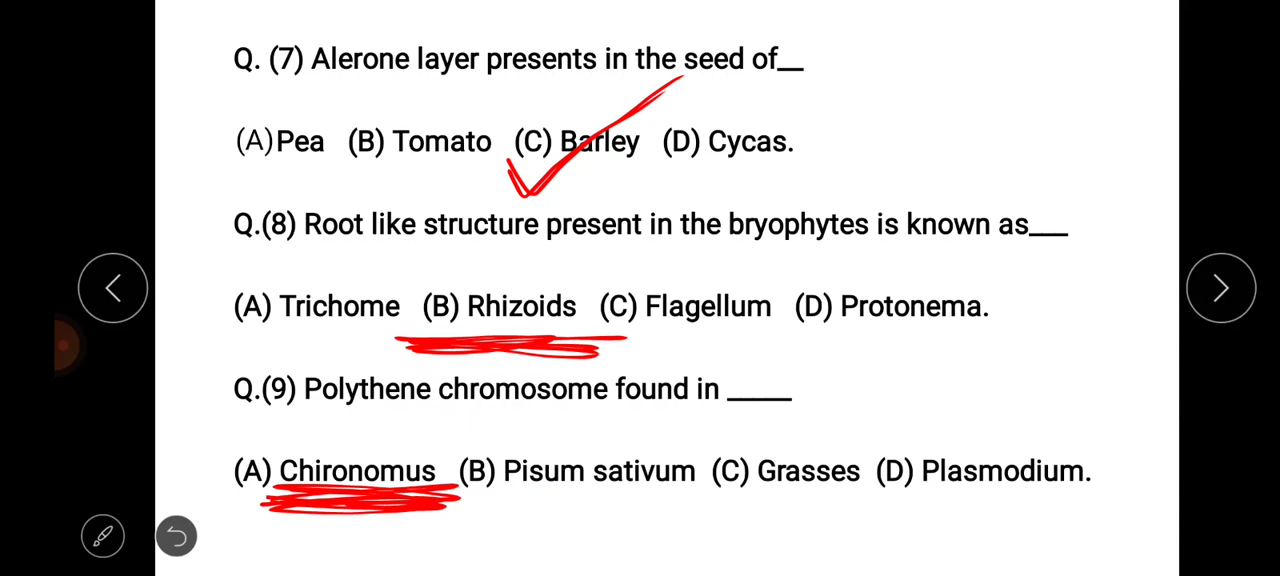 Q. (7) Alerone layer presents in the seed of__
(A)Pea (B) Tomato (C) Barley (D) Cycas.
Q.(8) Root like structure present in the bryophytes is known as___
(A) Trichome (B) Rhizoids (C) Flagellum (D) Protonema.
Q.(9) Polythene chromosome found in _____
(A) Chironomus (B) Pisum sativum (C) Grasses (D) Plasmodium.